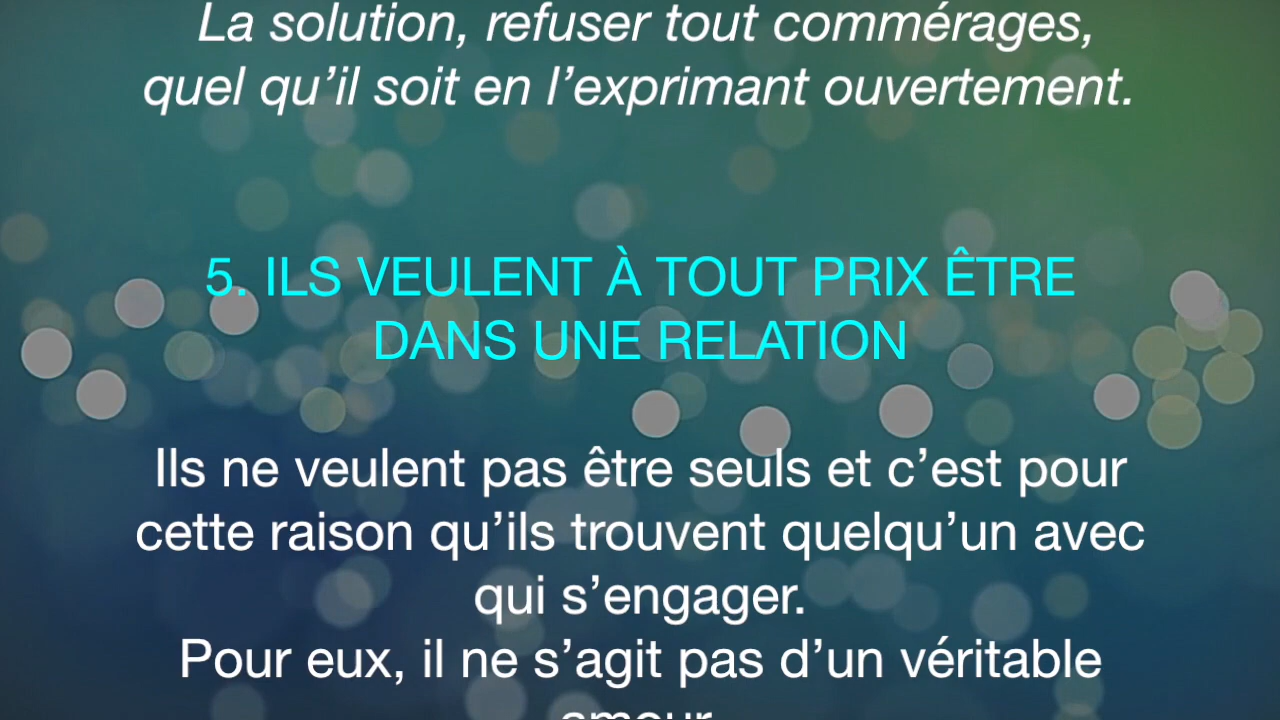 La solution, refuser tout commérages,
quel qu’il soit en l’exprimant ouvertement.
5. ILS VEULENT À TOUT PRIX ÊTRE
DANS UNE RELATION
Ils ne veulent pas être seuls et c’est pour
cette raison qu’ils trouvent quelqu’un avec
qui s’engager.
Pour eux, il ne s’agit pas d’un véritable
amour